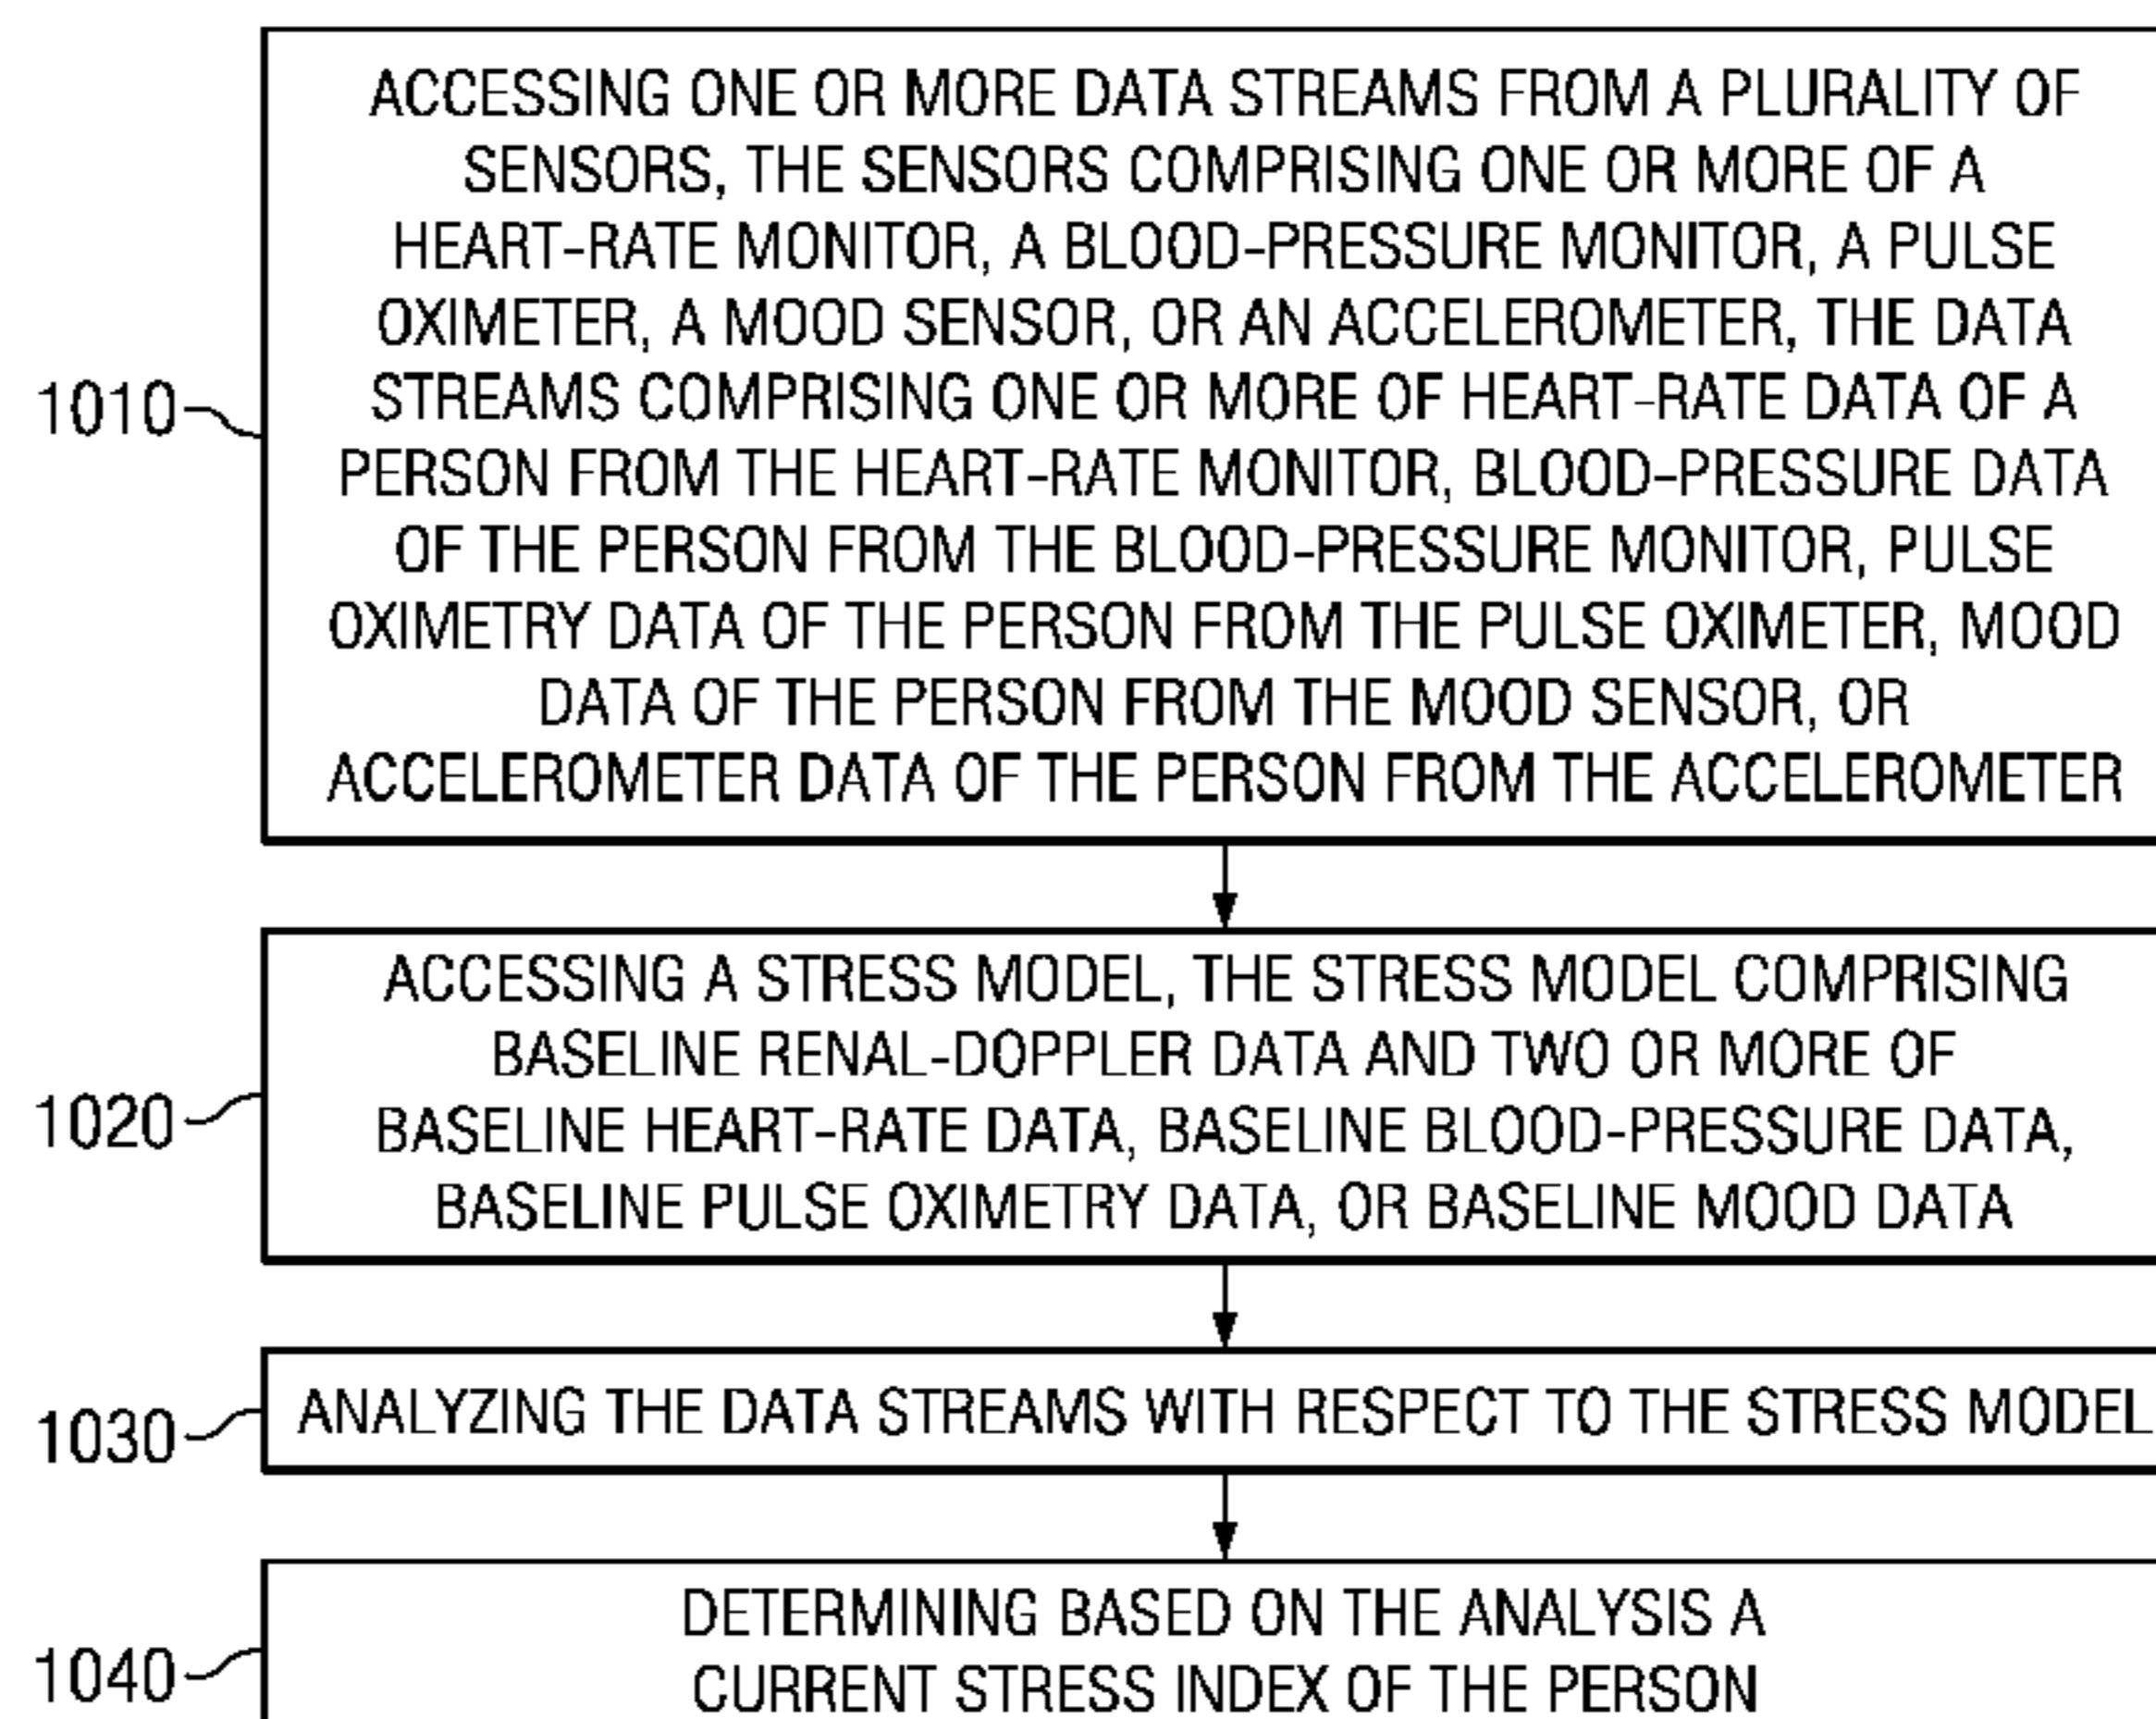 ACCESSING ONE OR MORE DATA STREAMS FROM A PLURALITY OF
SENSORS, THE SENSORS COMPRISING ONE OR MORE OF A
HEART-RATE MONITOR, A BLOOD-PRESSURE MONITOR, A PULSE
OXIMETER, A MOOD SENSOR, OR AN ACCELEROMETER, THE DATA
STREAMS COMPRISING ONE OR MORE OF HEART-RATE DATA OF A
1010
PERSON FROM THE HEART-RATE MONITOR, BLOOD-PRESSURE DATA
OF THE PERSON FROM THE BLOOD-PRESSURE MONITOR, PULSE
OXIMETRY DATA OF THE PERSON FROM THE PULSE OXIMETER, MOOD
DATA OF THE PERSON FROM THE MOOD SENSOR, OR
ACCELEROMETER DATA OF THE PERSON FROM THE ACCELEROMETER
ACCESSING A STRESS MODEL, THE STRESS MODEL COMPRISING
BASELINE RENAL-DOPPLER DATA AND TWO OR MORE OF
1020
BASELINE HEART-RATE DATA, BASELINE BLOOD-PRESSURE DATA,
BASELINE PULSE OXIMETRY DATA, OR BASELINE MOOD DATA
1030
ANALYZING THE DATA STREAMS WITH RESPECT TO THE STRESS MODEL
DETERMINING BASED ON THE ANALYSIS A
1040
CURRENT STRESS INDEX OF THE PERSON